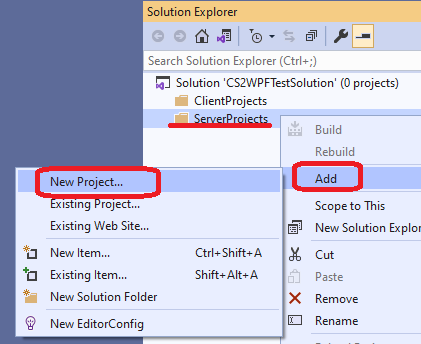 Solution Explorer
Search Solution Explorer (Ctrl+;)
Solution 'CS2WPFTestSolution' (0 projects)
ClientProjects
ServerProjects
Build
Rebuild
Add
Scope to This
New Solution Explor
Cut
Paste
Remove
Rename
New Project...
Existing Project...
Existing Web Site...
New Item... Ctrl+Shift+A
Existing Item... Shift+Alt+A
New Solution Folder
New EditorConfig